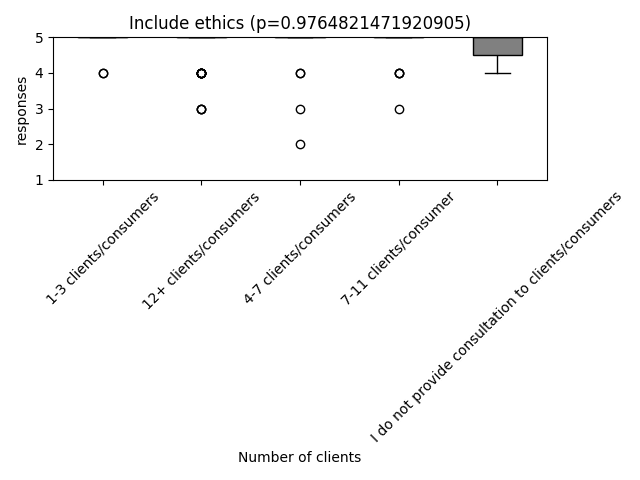 Include ethics (p=0.9764821471920905)
responses
5
4
3
2
1
1-3 clients/consumers
12+ clients/consumers
4-7 clients/consumers
7-11 clients/consumer
I do not provide consultation to clients/consumers
Number of clients